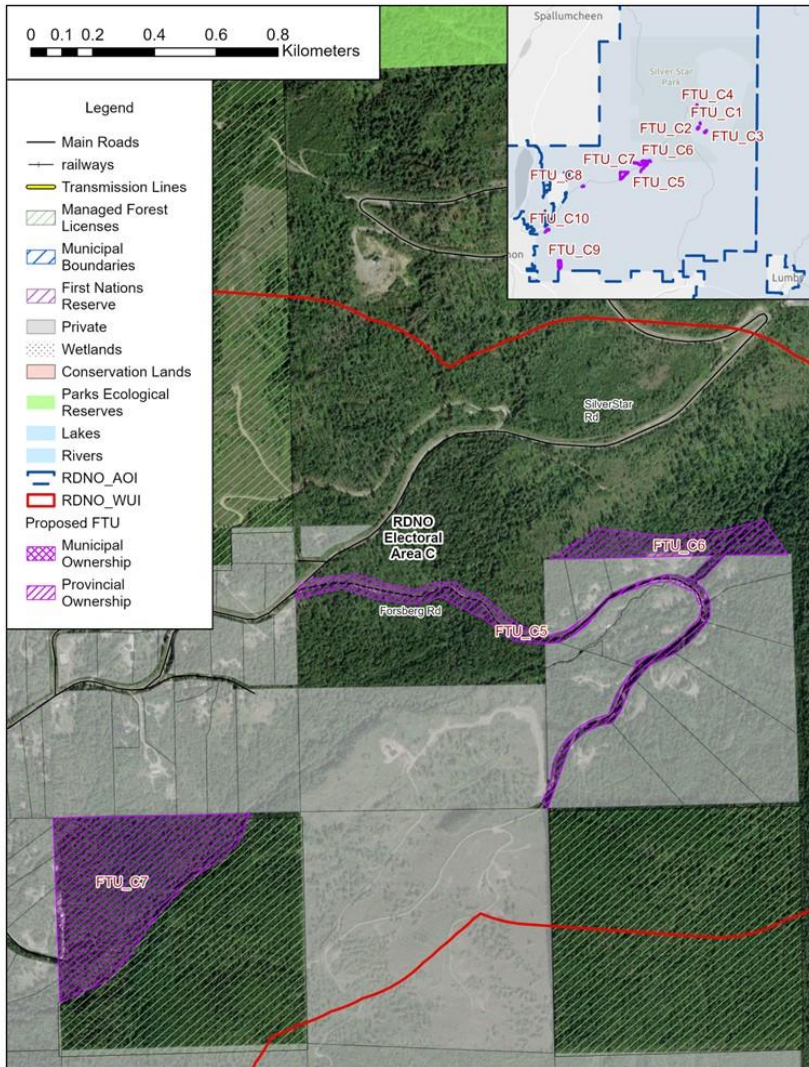 0 0.1 0.2 0.4 0.6 0.8
Kilometers
Legend
Main Roads
railways
Transmission Lines
Managed Forest
Licenses
Municipal
Boundaries
First Nations
Reserve
Private
Wetlands
Conservation Lands
Parks Ecological
Reserves
Lakes
Rivers
RDNO_AOI
RDNO_WUI
Proposed FTU
Municipal
Ownership
Provincial
Ownership
Spallumcheen
Silver Star
Park
FTU_C4
FTU_C1
FTU_C2
FTU_C3
FTU_C7
FTU_C6
FTU_C8
FTU_C5
FTU_C10
FTU_C9
non
Lumby
SilverStar
Rd
RDNO
Electoral
Area C
FTU_C6
Forsberg Rd
FTU_C5
FTU_C7